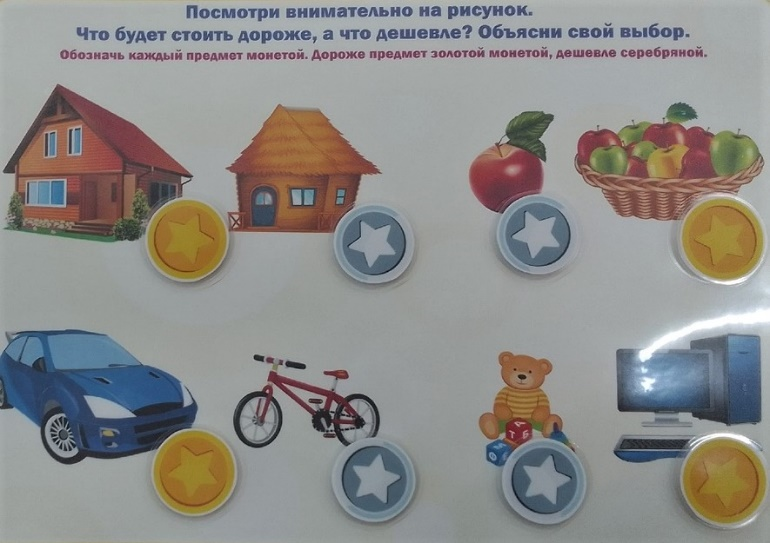 Посмотри внимательно на рисунок.
Что будет стоить дороже, а что дешевле? Объясни свой выбор.
Обозначь каждый предмет монетой. Дороже предмет золотой монетой, дешевле серебряной.